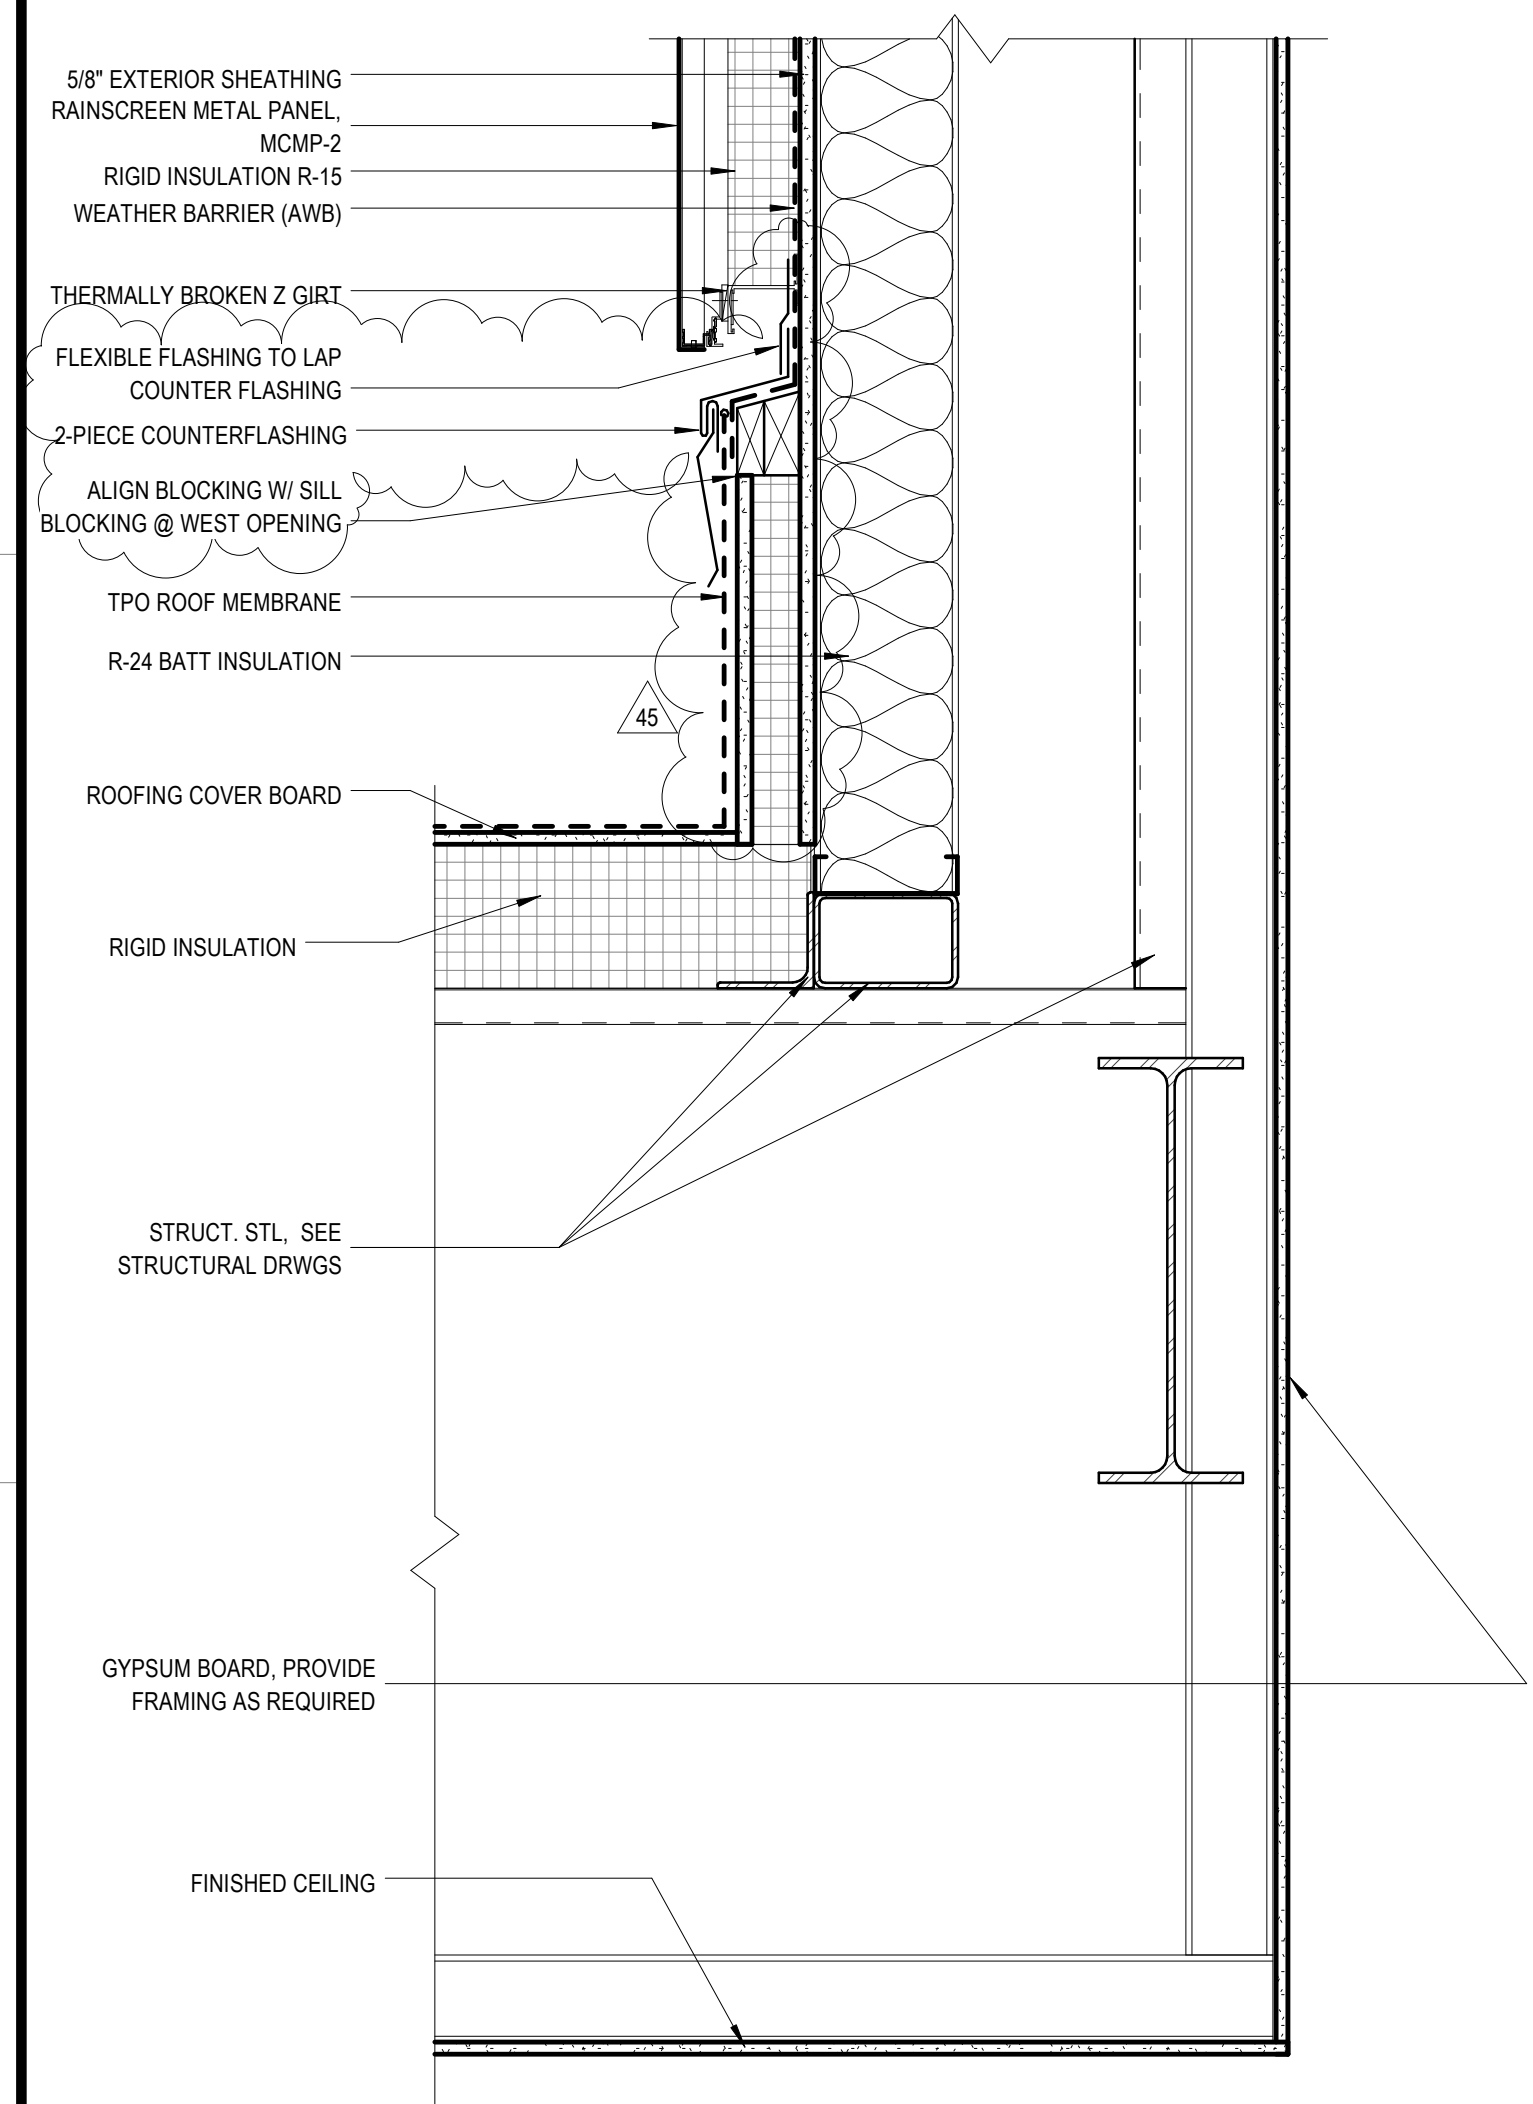 5/8" EXTERIOR SHEATHING
RAINSCREEN METAL PANEL,
MCMP-2
RIGID INSULATION R-15
WEATHER BARRIER (AWB)
THERMALLY BROKEN Z GIRT
FLEXIBLE FLASHING TO LAP
COUNTER FLASHING
2-PIECE COUNTERFLASHING
ALIGN BLOCKING W/ SILL
BLOCKING @ WEST OPENING
TPO ROOF MEMBRANE
R-24 BATT INSULATION
45
ROOFING COVER BOARD
RIGID INSULATION
STRUCT. STL, SEE
STRUCTURAL DRWGS
GYPSUM BOARD, PROVIDE
FRAMING AS REQUIRED
FINISHED CEILING